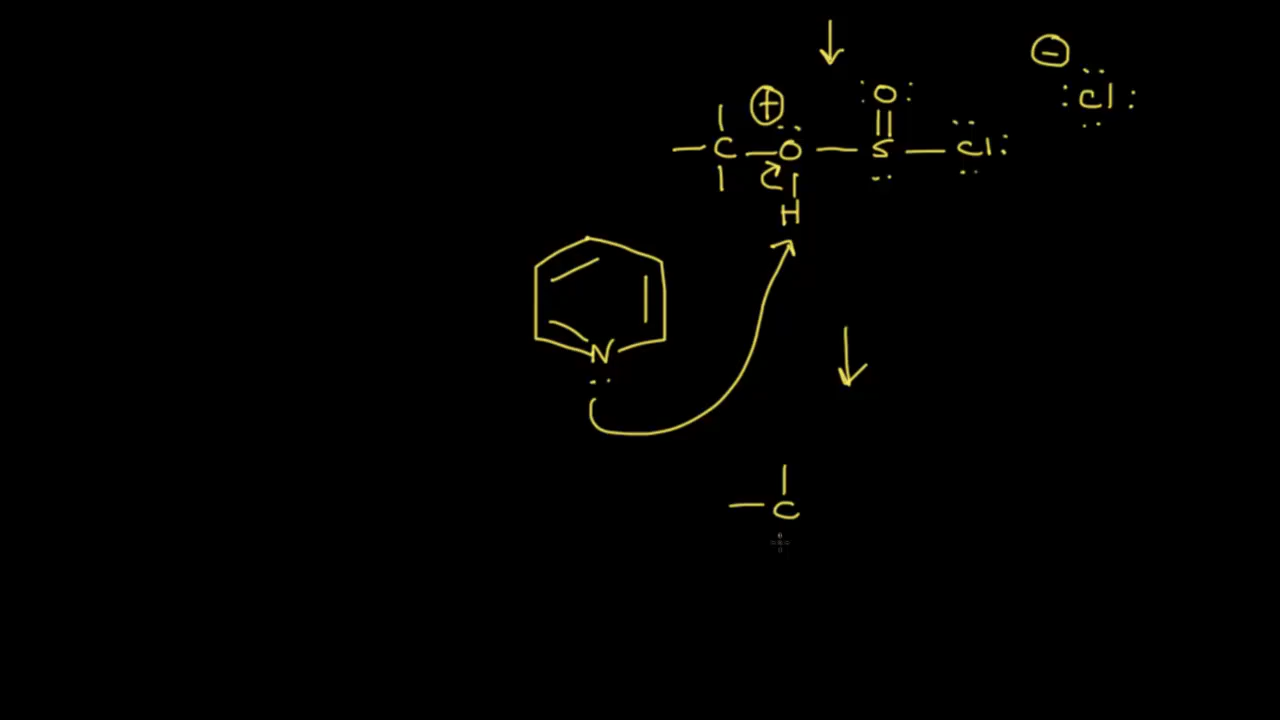 ⊖
⊕ :O: :Cl:
— C — O — S — Cl:
H
N
— C